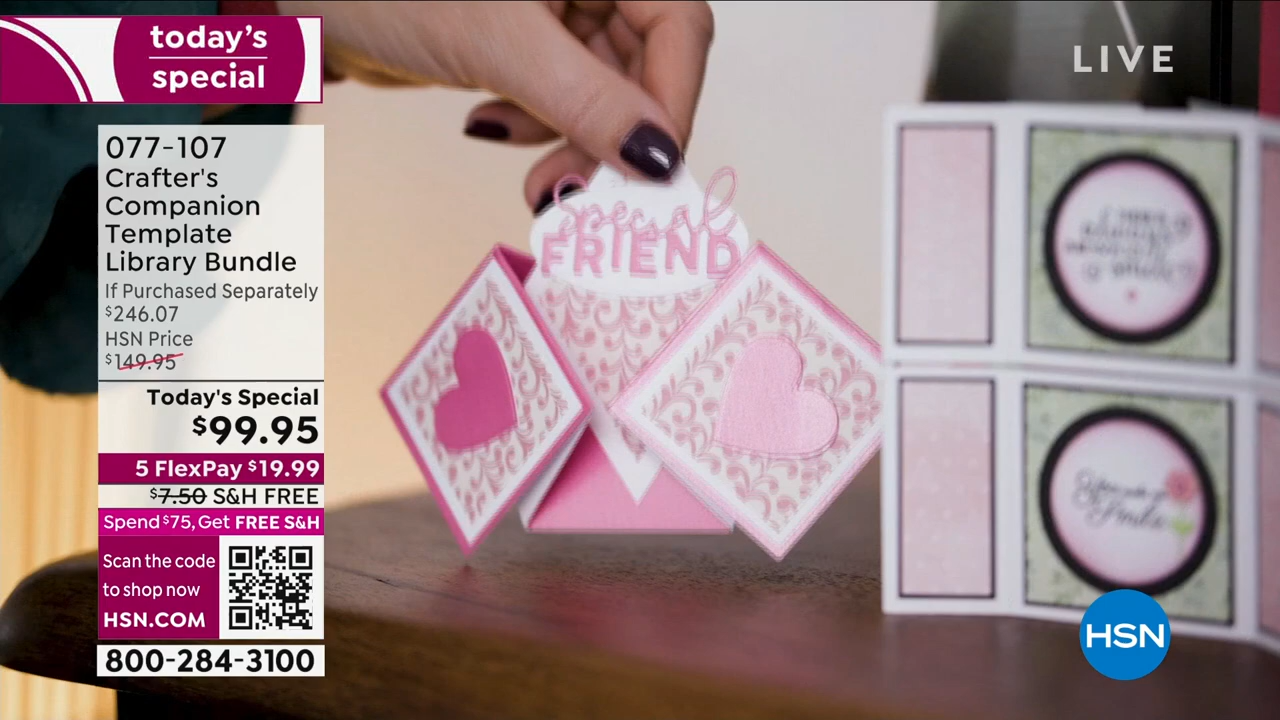 today's
special
LIVE
077-107
Crafter's
Companion
Template
Library Bundle
If Purchased Separately
$246.07
HSN Price
$149.95
Today's Special
$99.95
5 FlexPay $19.99
$7.50 S&H FREE
Spend $75, Get FREE S&H
Scan the code
to shop now
HSN.COM
800-284-3100
special
FRIEND
HSN